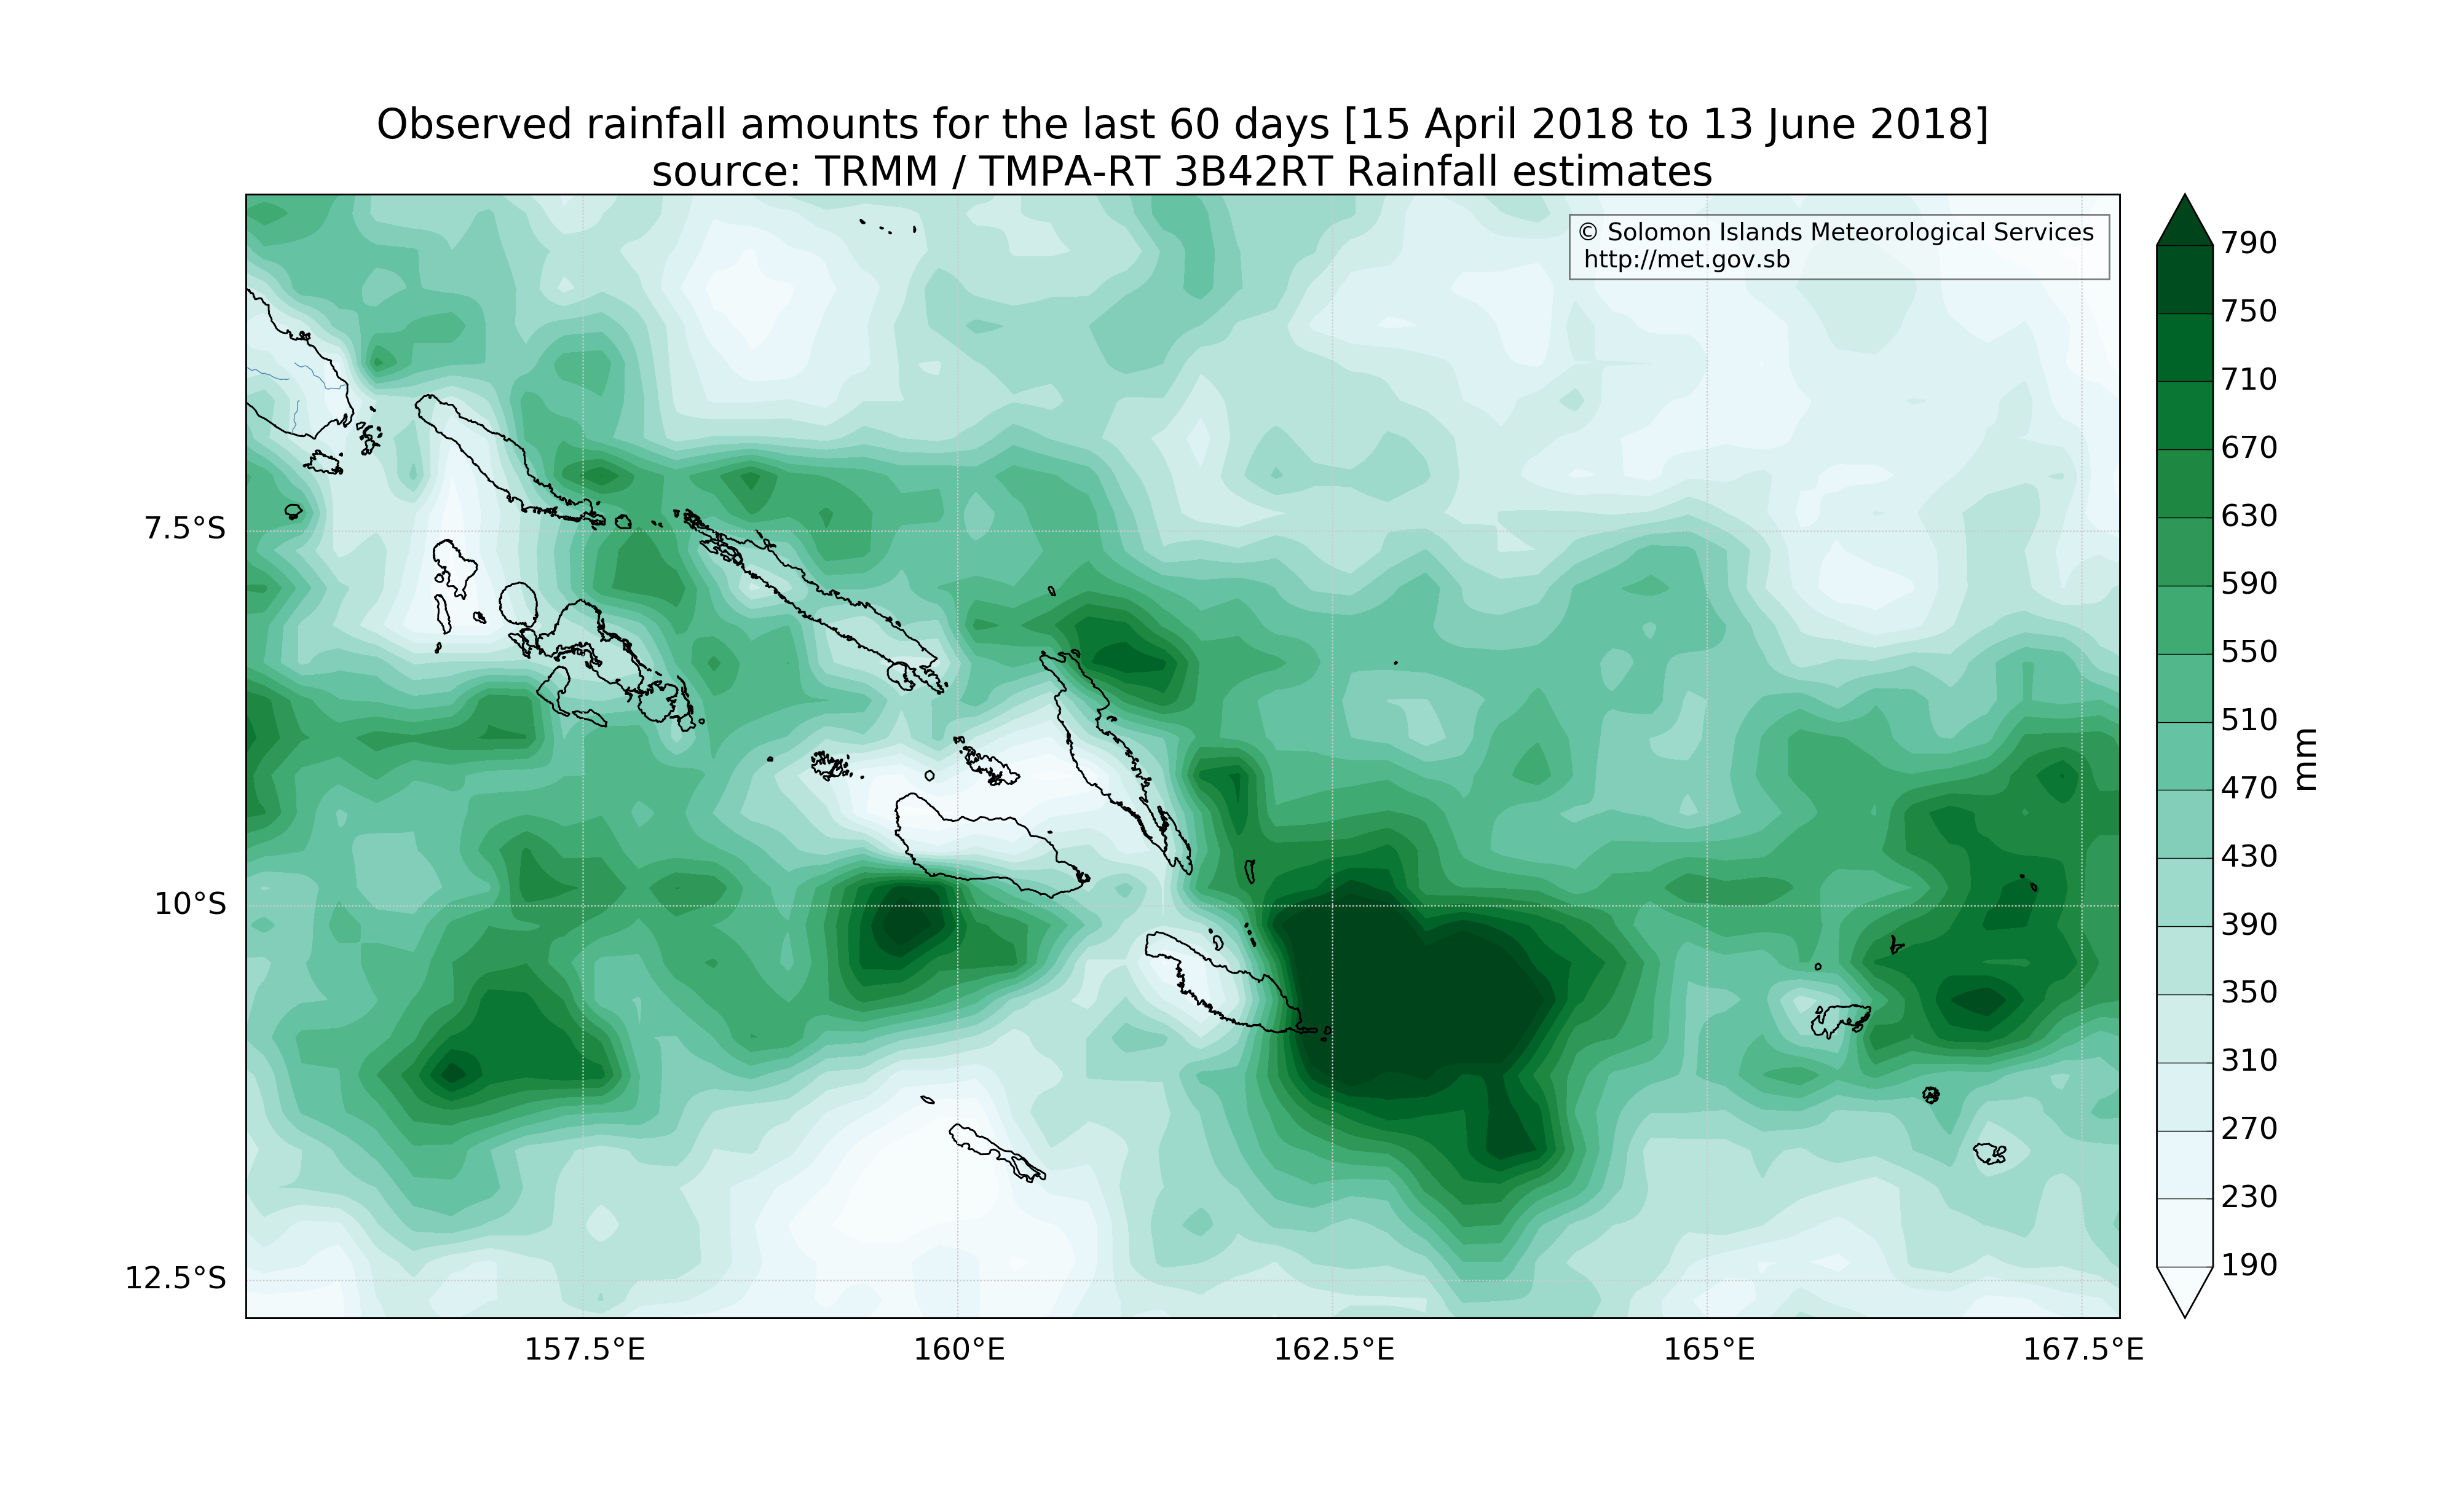 Observed rainfall amounts for the last 60 days [15 April 2018 to 13 June 2018]
source: TRMM / TMPA-RT 3B42RT Rainfall estimates
© Solomon Islands Meteorological Services
http://met.gov.sb
7.5°S
10°S
12.5°S
157.5°E
160°E
162.5°E
165°E
167.5°E
790
750
710
670
630
590
550
510
470
430
390
350
310
270
230
190
mm